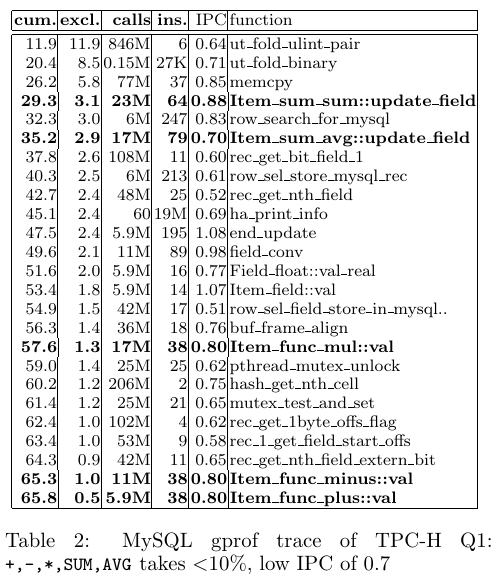 cum. excl. calls ins. IPC function
11.9 11.9 846M 6 0.64 ut_fold_ulint_pair
20.4 8.5 0.15M 27K 0.71 ut_fold_binary
26.2 5.8 77M 37 0.85 memcpy
29.3 3.1 23M 64 0.88 Item_sum_sum::update_field
32.3 3.0 6M 247 0.83 row_search_for_mysql
35.2 2.9 17M 79 0.70 Item_sum_avg::update_field
37.8 2.6 108M 11 0.60 rec_get_bit_field_1
40.3 2.5 6M 213 0.61 row_sel_store_mysql_rec
42.7 2.4 48M 25 0.52 rec_get_nth_field
45.1 2.4 60 19M 0.69 ha_print_info
47.5 2.4 5.9M 195 1.08 end_update
49.6 2.1 11M 89 0.98 field_conv
51.6 2.0 5.9M 16 0.77 Field_float::val_real
53.4 1.8 5.9M 14 1.07 Item_field::val
54.9 1.5 42M 17 0.51 row_sel_field_store_in_mysql..
56.3 1.4 36M 18 0.76 buf_frame_align
57.6 1.3 17M 38 0.80 Item_func_mul::val
59.0 1.4 25M 25 0.62 pthread_mutex_unlock
60.2 1.2 206M 2 0.75 hash_get_nth_cell
61.4 1.2 25M 21 0.65 mutex_test_and_set
62.4 1.0 102M 4 0.62 rec_get_1byte_offs_flag
63.4 1.0 53M 9 0.58 rec_1_get_field_start_offs
64.3 0.9 42M 11 0.65 rec_get_nth_field_extern_bit
65.3 1.0 11M 38 0.80 Item_func_minus::val
65.8 0.5 5.9M 38 0.80 Item_func_plus::val
Table 2: MySQL gprof trace of TPC-H Q1:
+,-,*,SUM,AVG takes <10%, low IPC of 0.7